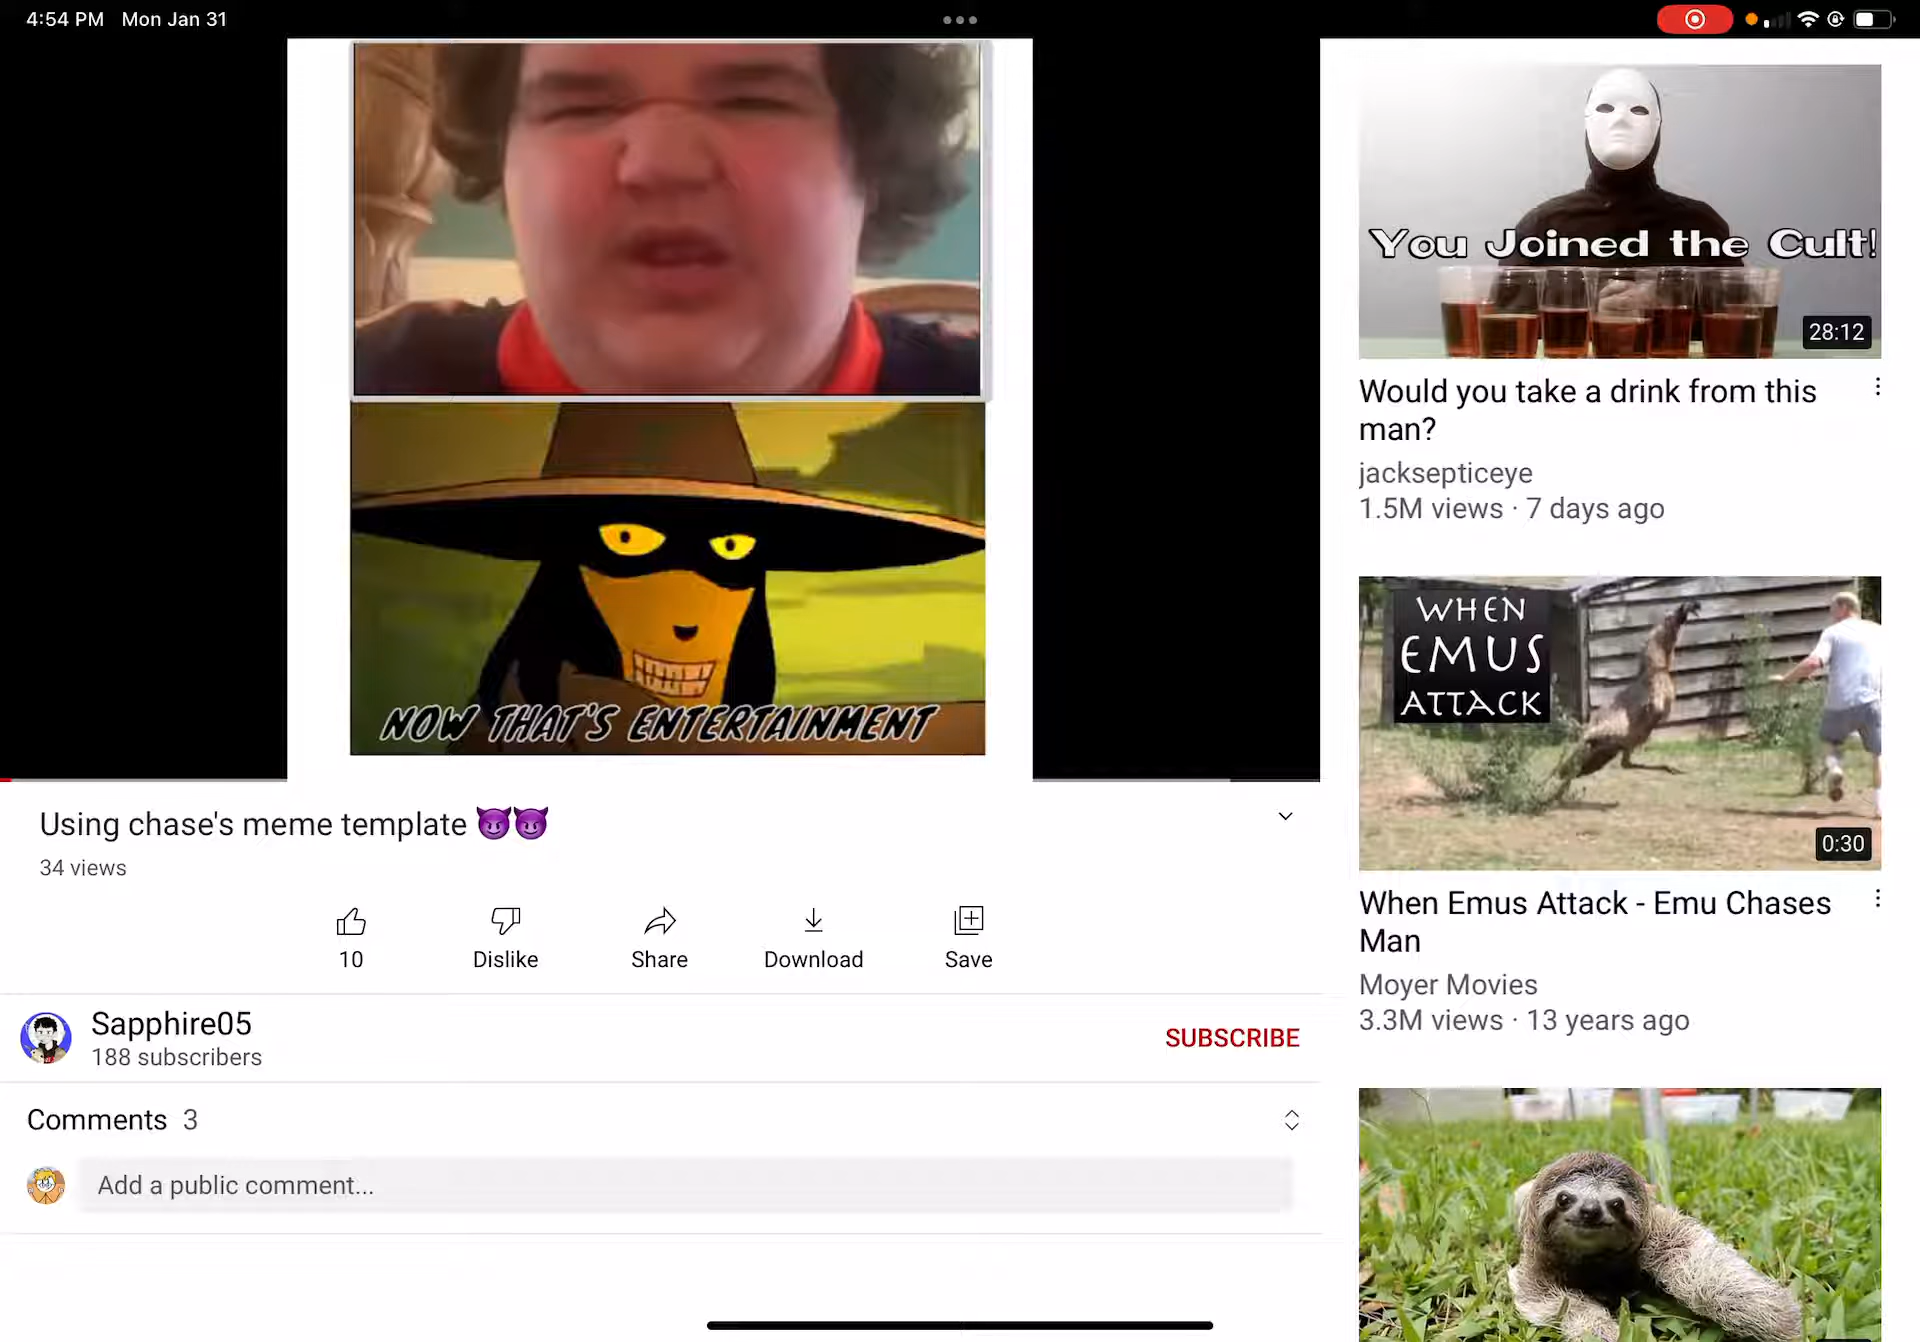 4:54 PM Mon Jan 31
NOW THAT'S ENTERTAINMENT
Using chase's meme template 😈😈
34 views
10
Dislike
Share
Download
Save
Sapphire05
188 subscribers
SUBSCRIBE
Comments 3
Add a public comment...
You Joined the Cult!
28:12
Would you take a drink from this
man?
jacksepticeye
1.5M views · 7 days ago
WHEN
EMUS
ATTACK
0:30
When Emus Attack - Emu Chases
Man
Moyer Movies
3.3M views · 13 years ago